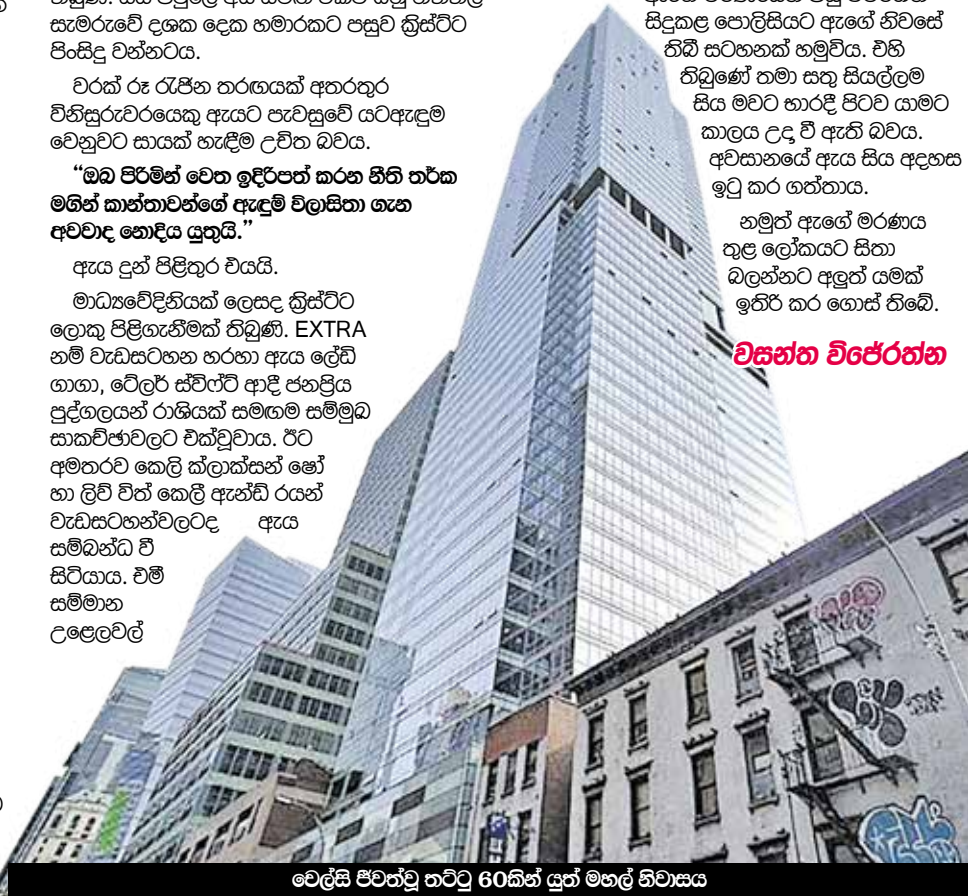 සැමරුවේ දශක දෙක හමාරකට පසුව ක්‍රිස්ට්ට
පිංසිදු වන්නටය.
වරක් රූ රැජින තරඟයක් අතරතුර
විනිසුරුවරයෙකු ඇයට පැවසුවේ යටඇඳුම
වෙනුවට සායක් හැඳීම උචිත බවය.
“ඔබ පිරිමින් වෙත ඉදිරිපත් කරන නීති තර්ක
මගින් කාන්තාවන්ගේ ඇඳුම් විලාසිතා ගැන
අවවාද නොදිය යුතුයි.”
ඇය දුන් පිළිතුර එයයි.
මාධ්‍යවේදිනියක් ලෙසද ක්‍රිස්ට්ට
ලොකු පිළිගැනීමක් තිබුණි. EXTRA
නම් වැඩසටහන හරහා ඇය ලේඩි
ගාගා, ටේලර් ස්විෆ්ට් ආදී ජනප්‍රිය
පුද්ගලයන් රාශියක් සමඟම සම්මුඛ
සාකච්ඡාවලට එක්වූවාය. ඊට
අමතරව කෙලි ක්ලාක්සන් ෂෝ
හා ලිව් විත් කෙලී ඇන්ඩ් රයන්
වැඩසටහන්වලටද ඇය
සම්බන්ධ වී
සිටියාය. එමී
සම්මාන
උළෙලවල්
සිදුකළ පොලිසියට ඇගේ නිවසේ
තිබී සටහනක් හමුවිය. එහි
තිබුණේ තමා සතු සියල්ලම
සිය මවට භාරදී පිටව යාමට
කාලය උදා වී ඇති බවය.
අවසානයේ ඇය සිය අදහස
ඉටු කර ගත්තාය.
නමුත් ඇගේ මරණය
තුළ ලෝකයට සිතා
බලන්නට අලුත් යමක්
ඉතිරි කර ගොස් තිබේ.
වසන්ත විජේරත්න
චෙල්සි ජීවත්වූ තට්ටු 60කින් යුත් මහල් නිවාසය